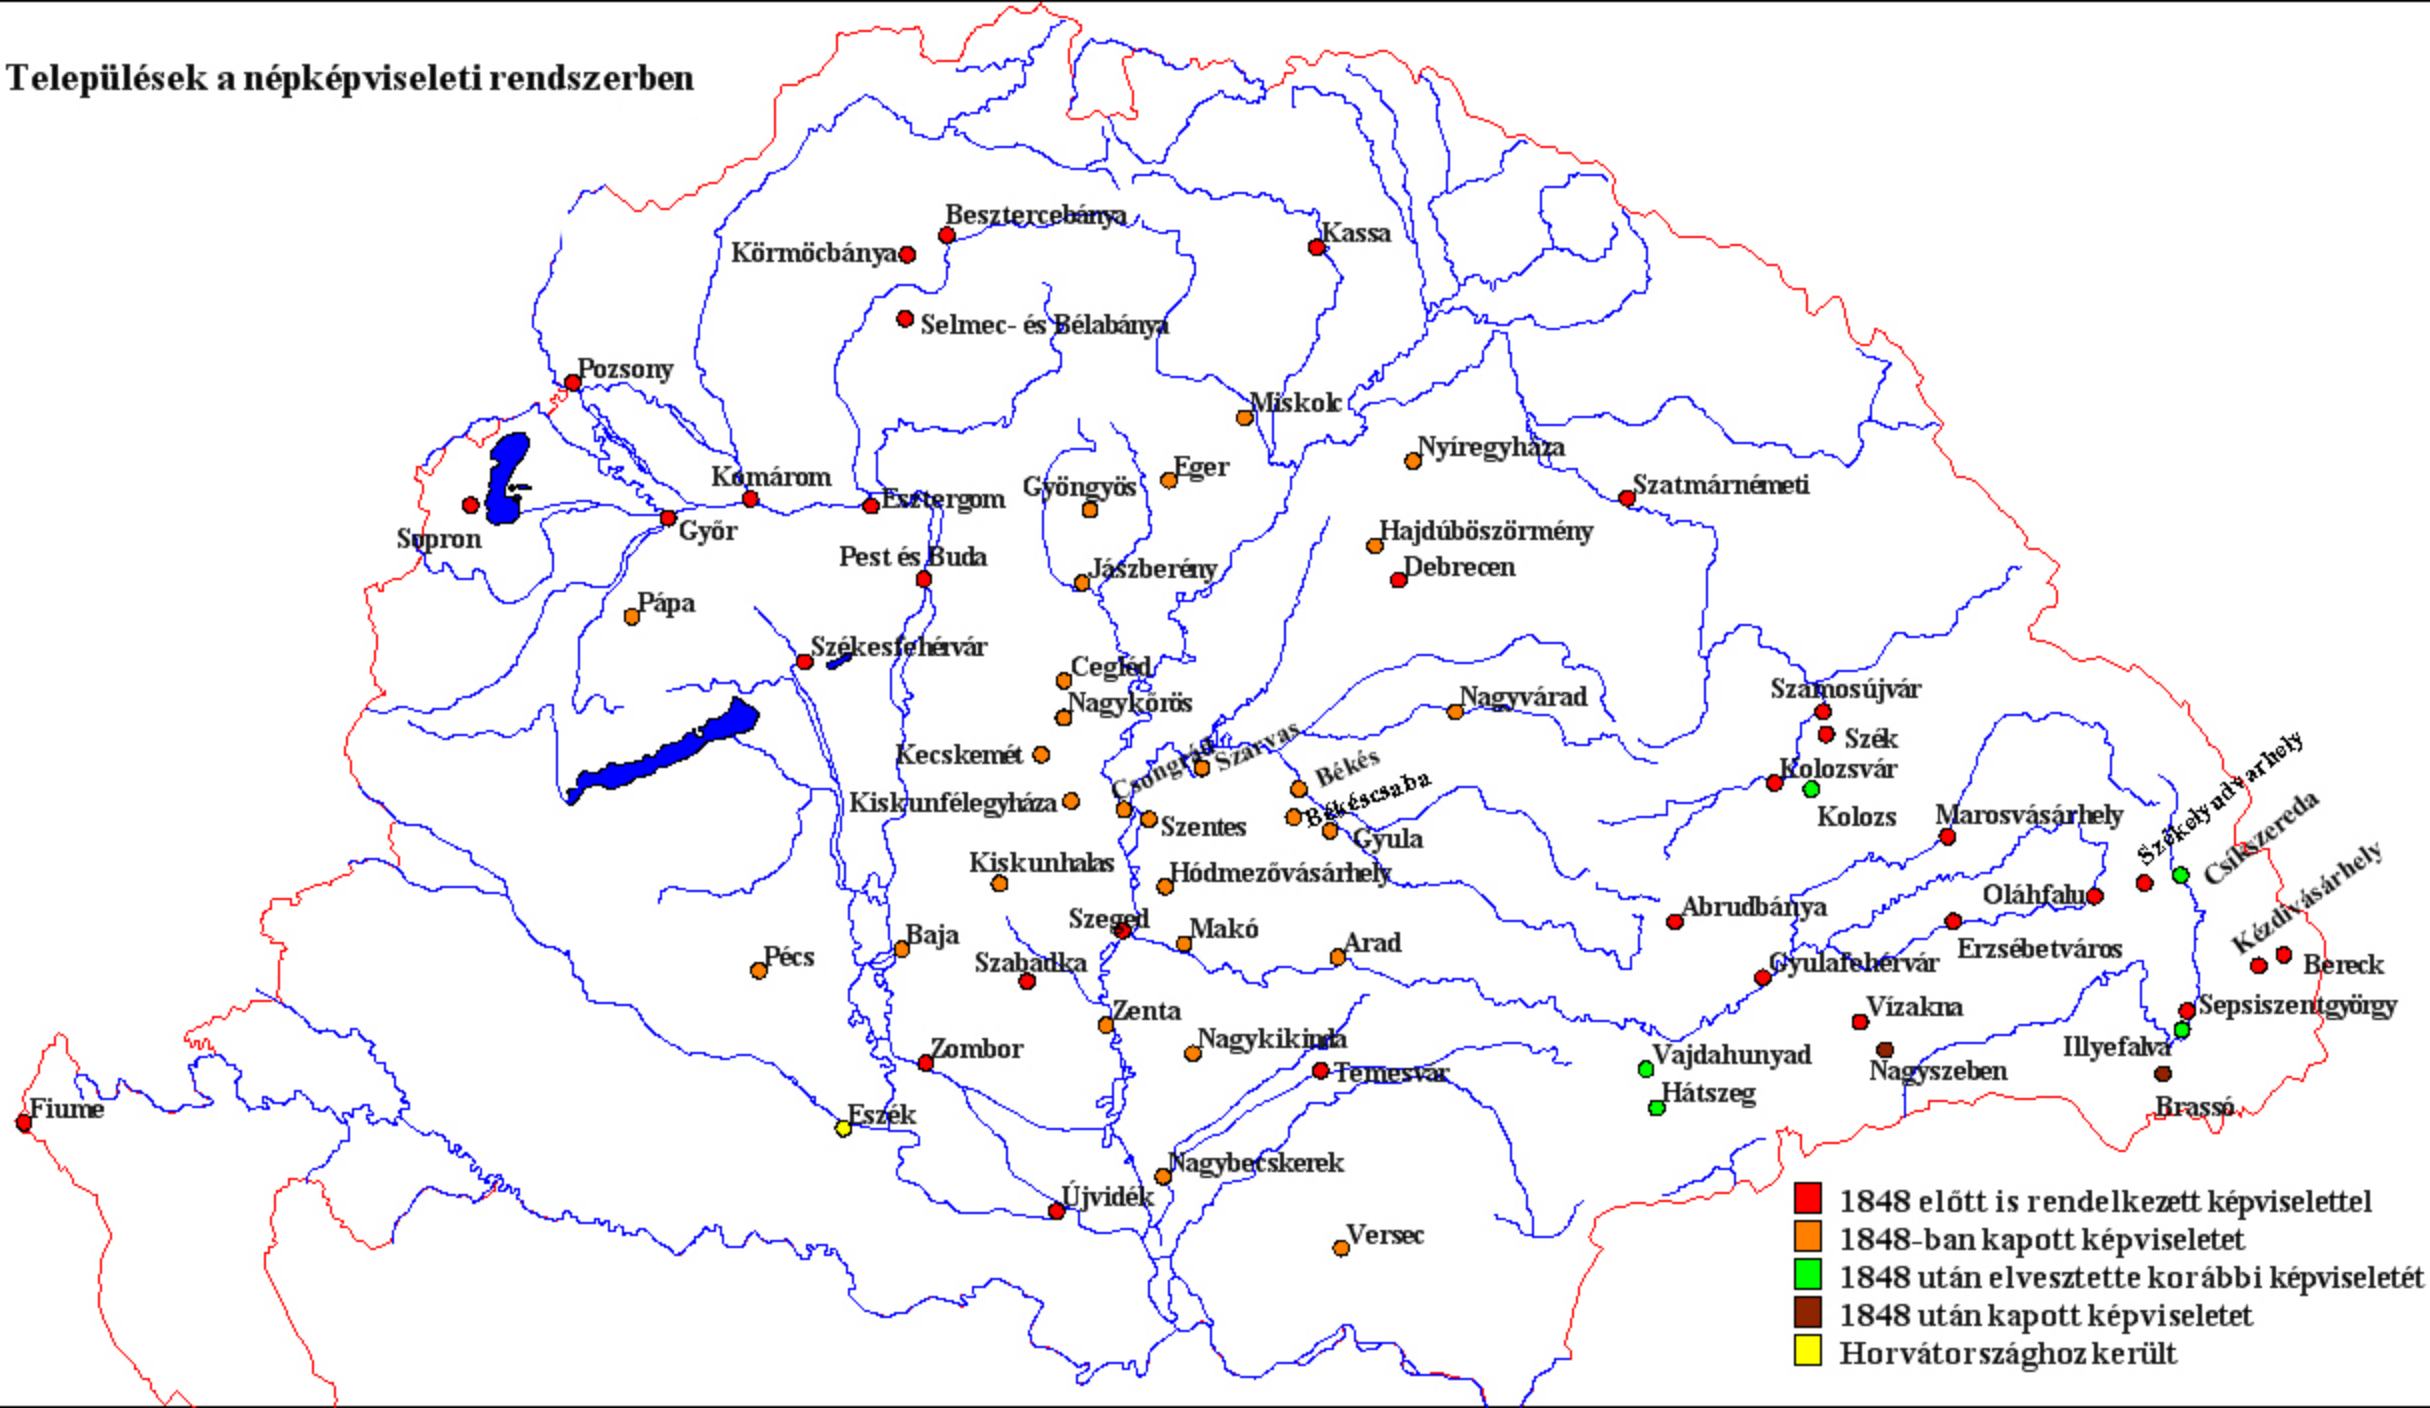 Települések a népképviseleti rendszerben
Besztercebánya
Körmöcbánya
Kassa
Selmec- és Bélabánya
Pozsony
Miskolc
Nyíregyháza
Eger
Gyöngyös
Komárom
Esztergom
Szatmárnémeti
Sopron
Győr
Hajdúböszörmény
Pest és Buda
Jászberény
Debrecen
Pápa
Székesfehérvár
Cegléd
Nagykőrös
Nagyvárad
Szamosújvár
Szék
Kecskemét
Csongrád
Szarvas
Békés
Békéscsaba
Kolozsvár
Kolozs
Kiskunfélegyháza
Szentes
Gyula
Marosvásárhely
Székelyudvarhely
Csíkszereda
Kézdivásárhely
Kiskunhalas
Hódmezővásárhely
Oláhfalu
Abrudbánya
Szeged
Makó
Arad
Baja
Pécs
Szabadka
Gyulafehérvár
Erzsébetváros
Bereck
Vízakna
Sepsiszentgyörgy
Zenta
Nagykikinda
Illyefalva
Zombor
Temesvár
Vajdahunyad
Nagyszeben
Hátszeg
Brassó
Fiume
Eszék
Nagybecskerek
Újvidék
Versec
1848 előtt is rendelkezett képviselettel
1848-ban kapott képviseletet
1848 után elvesztette korábbi képviseletét
1848 után kapott képviseletet
Horvátországhoz került